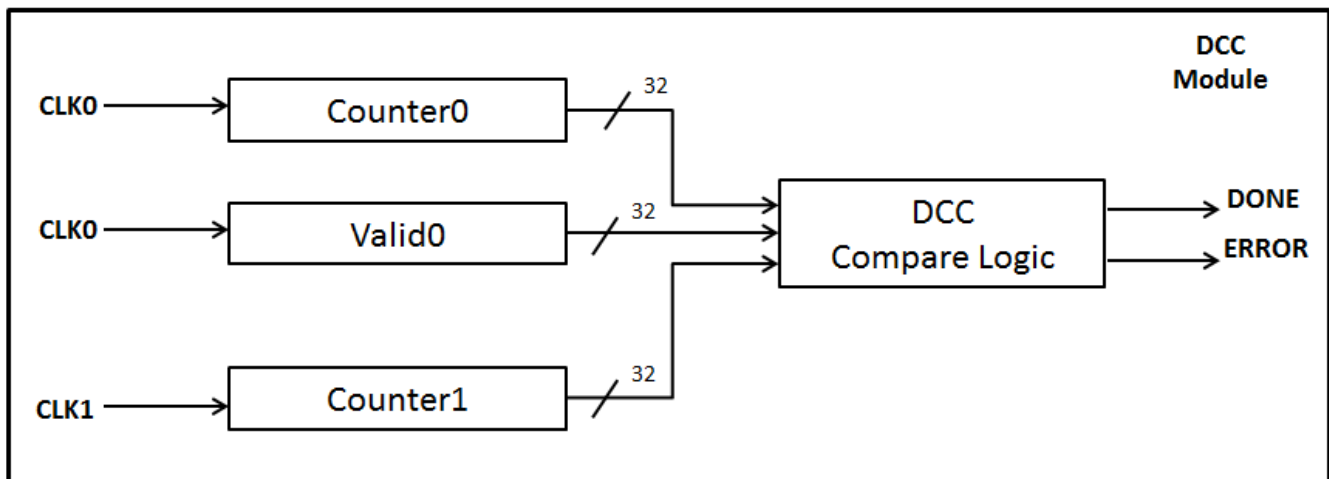 DCC
Module
CLK0
Counter0
32
CLK0
Valid0
32
DCC
Compare Logic
DONE
ERROR
CLK1
Counter1
32